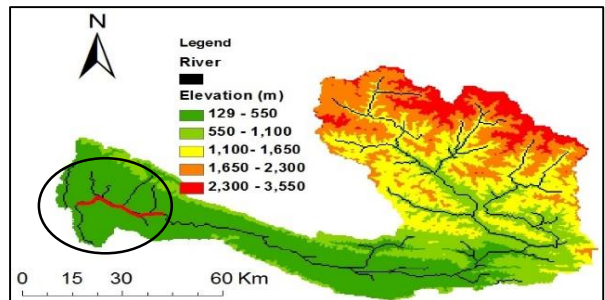 N
Legend
River
Elevation (m)
129 - 550
550 - 1,100
1,100- 1,650
1,650 - 2,300
2,300 - 3,550
0 15 30 60 Km